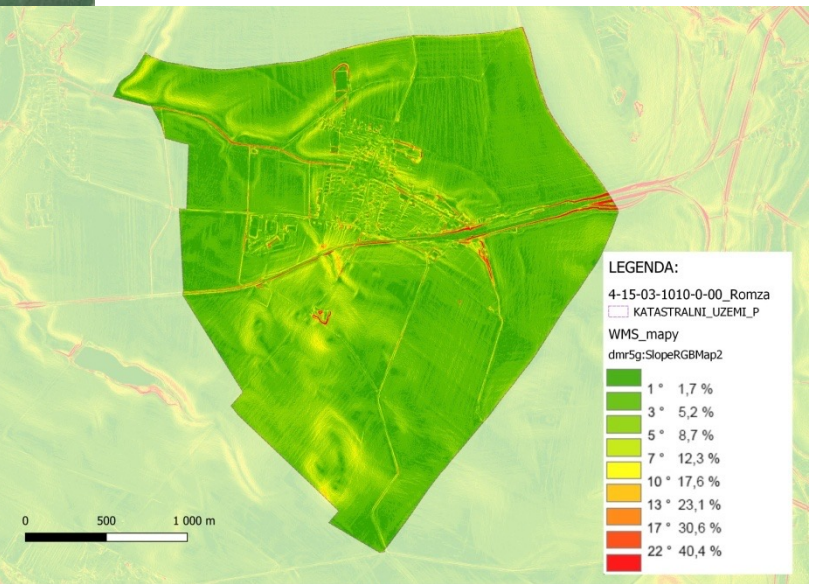 LEGENDA:
4-15-03-1010-0-00_Romza
KATASTRALNI_UZEMI_P
WMS_mapy
dmr5g:SlopeRGBMap2
1 ° 1,7 %
3 ° 5,2 %
5 ° 8,7 %
7 ° 12,3 %
10 ° 17,6 %
13 ° 23,1 %
17 ° 30,6 %
22 ° 40,4 %
0 500 1 000 m